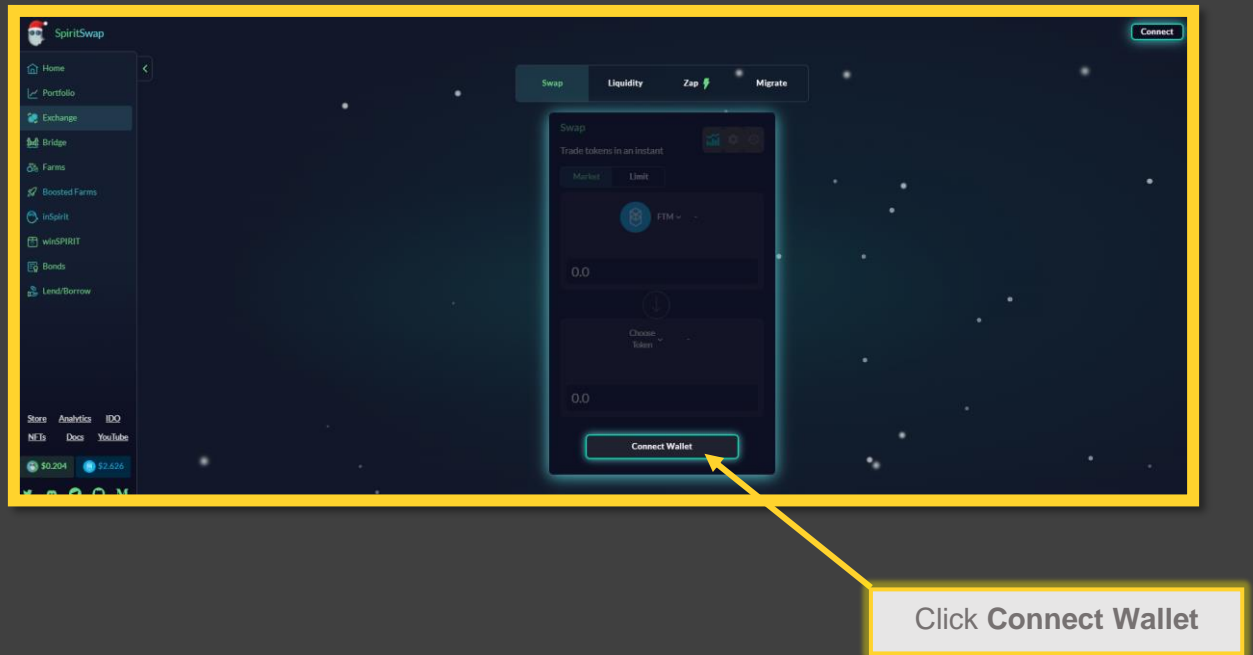 SpiritSwap
Connect
Home
Portfolio
Exchange
Bridge
Farms
Boosted Farms
inSpirit
winSPIRIT
Bonds
Lend/Borrow
Store Analytics IDO
NFTs Docs YouTube
$0.204 $2.626
Swap Liquidity Zap Migrate
Swap
Trade tokens in an instant
Market Limit
FTM -
0.0
Choose
Token -
0.0
Connect Wallet
Click Connect Wallet